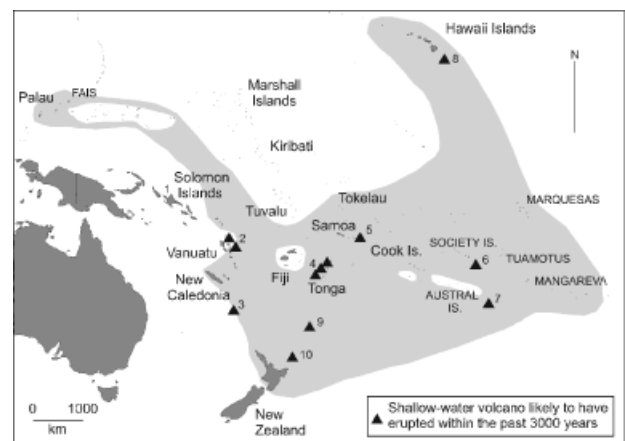 Hawaii Islands
8
N
Palau
FAIS
Marshall
Islands
Kiribati
Solomon
Islands
1
Tuvalu
Tokelau
MARQUESAS
2
Samoa
5
Vanuatu
Cook Is.
SOCIETY IS.
TUAMOTUS
6
4
Fiji
Tonga
MANGAREVA
New
Caledonia
AUSTRAL
IS.
7
3
9
10
0 1000
km
New
Zealand
Shallow-water volcano likely to have
erupted within the past 3000 years